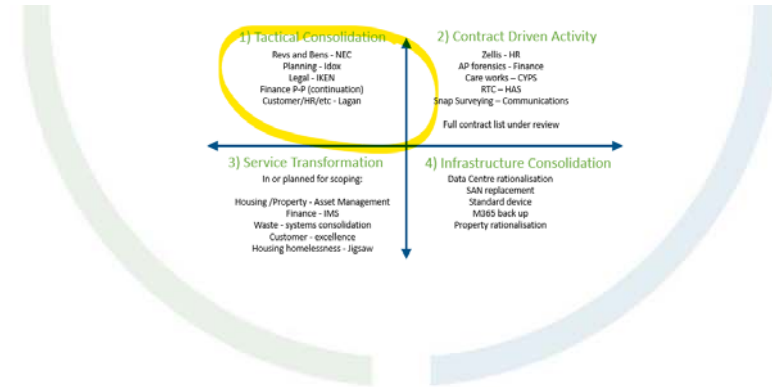 1) Tactical Consolidation
Revs and Bens - NEC
Planning - Idox
Legal - IKEN
Finance P-P (continuation)
Customer/HR/etc - Lagan
2) Contract Driven Activity
Zellis - HR
AP forensics - Finance
Care works – CYPS
RTC – HAS
Snap Surveying – Communications
Full contract list under review
3) Service Transformation
In or planned for scoping:
Housing /Property - Asset Management
Finance - IMS
Waste - systems consolidation
Customer - excellence
Housing homelessness - Jigsaw
4) Infrastructure Consolidation
Data Centre rationalisation
SAN replacement
Standard device
M365 back up
Property rationalisation